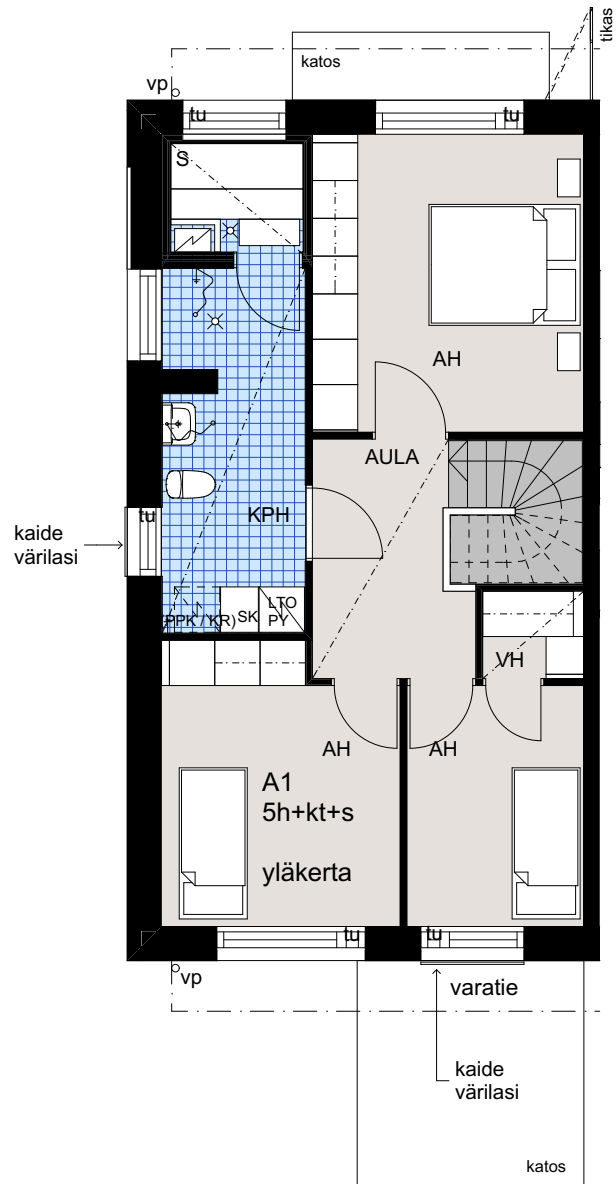 tikas
katos
vp
tu
tu
S
AH
AULA
KPH
tu
kaide
värilasi
(PPK / KR)
SK
LTO
PY
VH
AH
AH
A1
5h+kt+s
yläkerta
tu
tu
vp
varatie
kaide
värilasi
katos